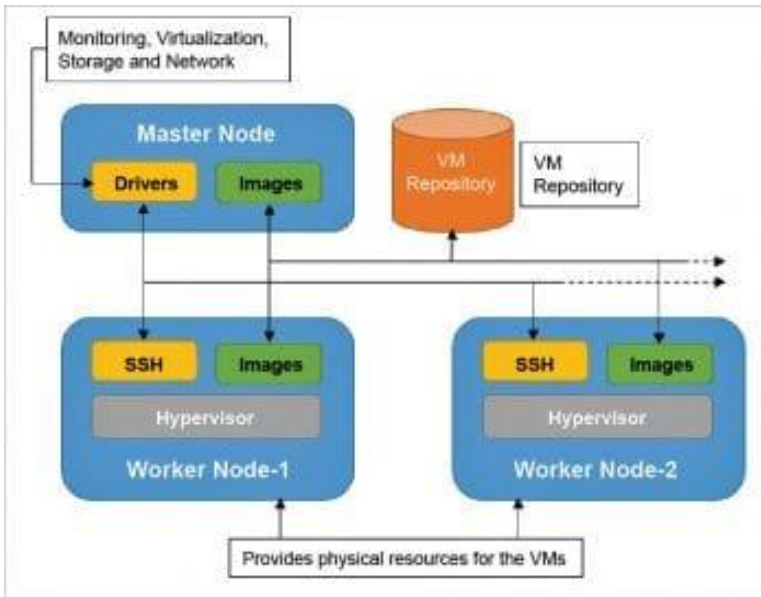 Monitoring, Virtualization,
Storage and Network
Master Node
Drivers
Images
VM
Repository
VM
Repository
SSH
Images
Hypervisor
Worker Node-1
SSH
Images
Hypervisor
Worker Node-2
Provides physical resources for the VMs